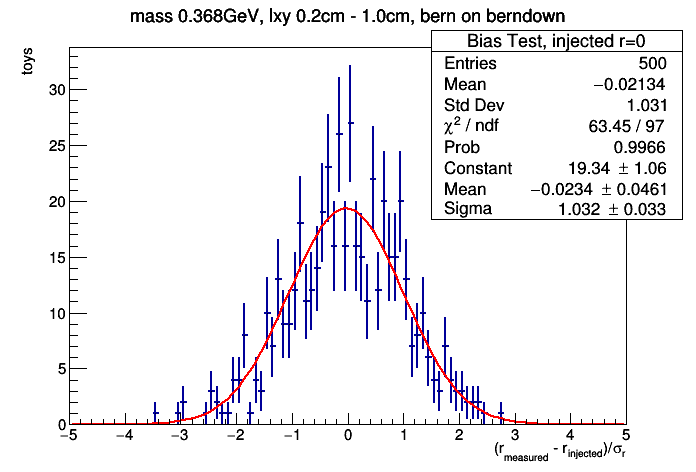 mass 0.368GeV, lxy 0.2cm - 1.0cm, bern on berndown
Bias Test, injected r=0
Entries 500
Mean −0.02134
Std Dev 1.031
χ² / ndf 63.45 / 97
Prob 0.9966
Constant 19.34 ± 1.06
Mean −0.0234 ± 0.0461
Sigma 1.032 ± 0.033
toys
30
25
20
15
10
5
0
−5 −4 −3 −2 −1 0 1 2 3 4 5
(r_measured - r_injected)/σ_r